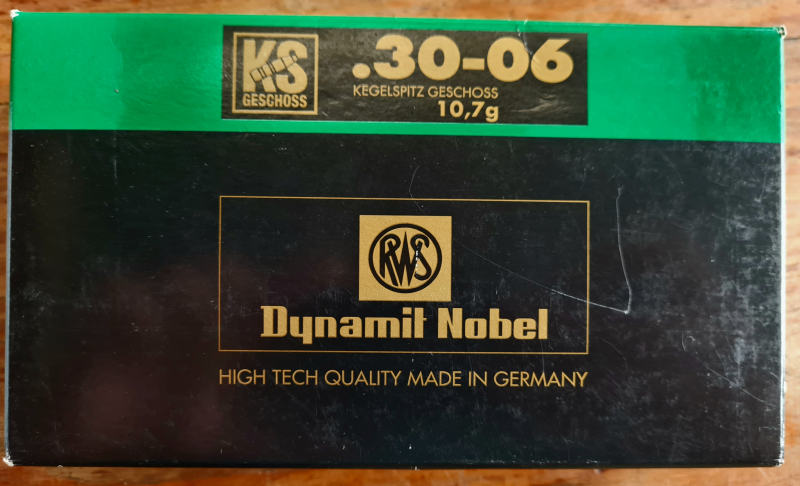 KS
GESCHOSS
.30-06
KEGELSPITZ GESCHOSS
10,7g
RWS
Dynamit Nobel
HIGH TECH QUALITY MADE IN GERMANY